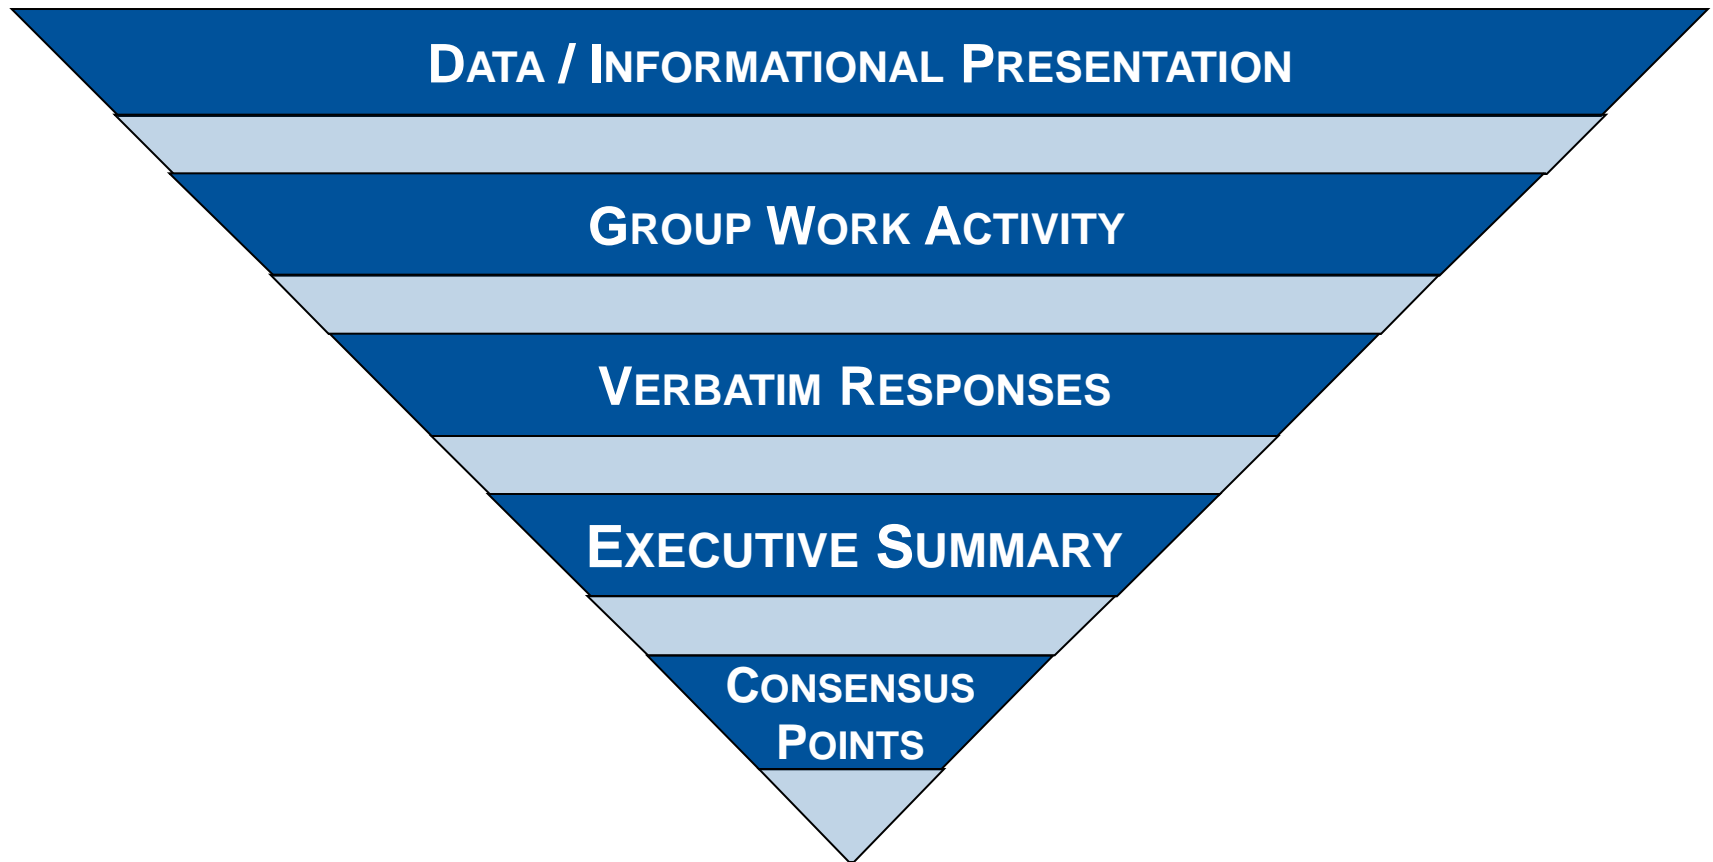 DATA / INFORMATIONAL PRESENTATION
GROUP WORK ACTIVITY
VERBATIM RESPONSES
EXECUTIVE SUMMARY
CONSENSUS
POINTS